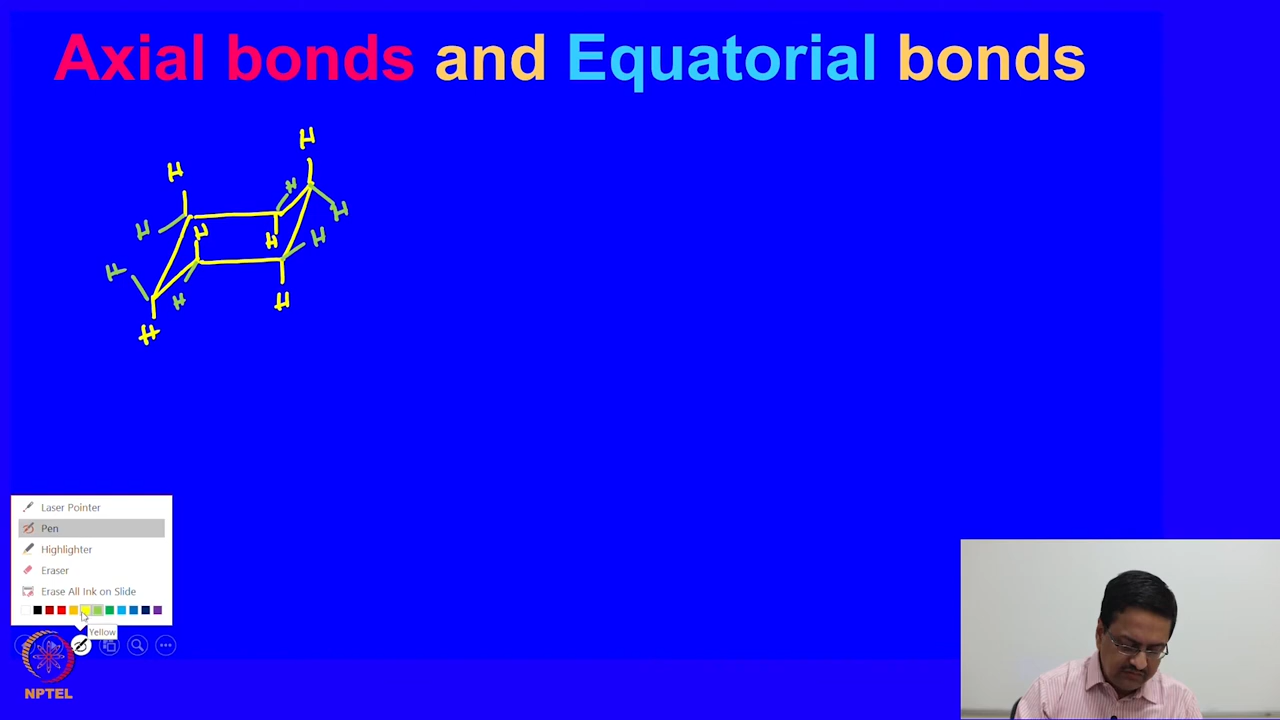 Axial bonds and Equatorial bonds
H
H
H
H
H
H
H
H
H
H
H
H
Laser Pointer
Pen
Highlighter
Eraser
Erase All Ink on Slide
Yellow
NPTEL